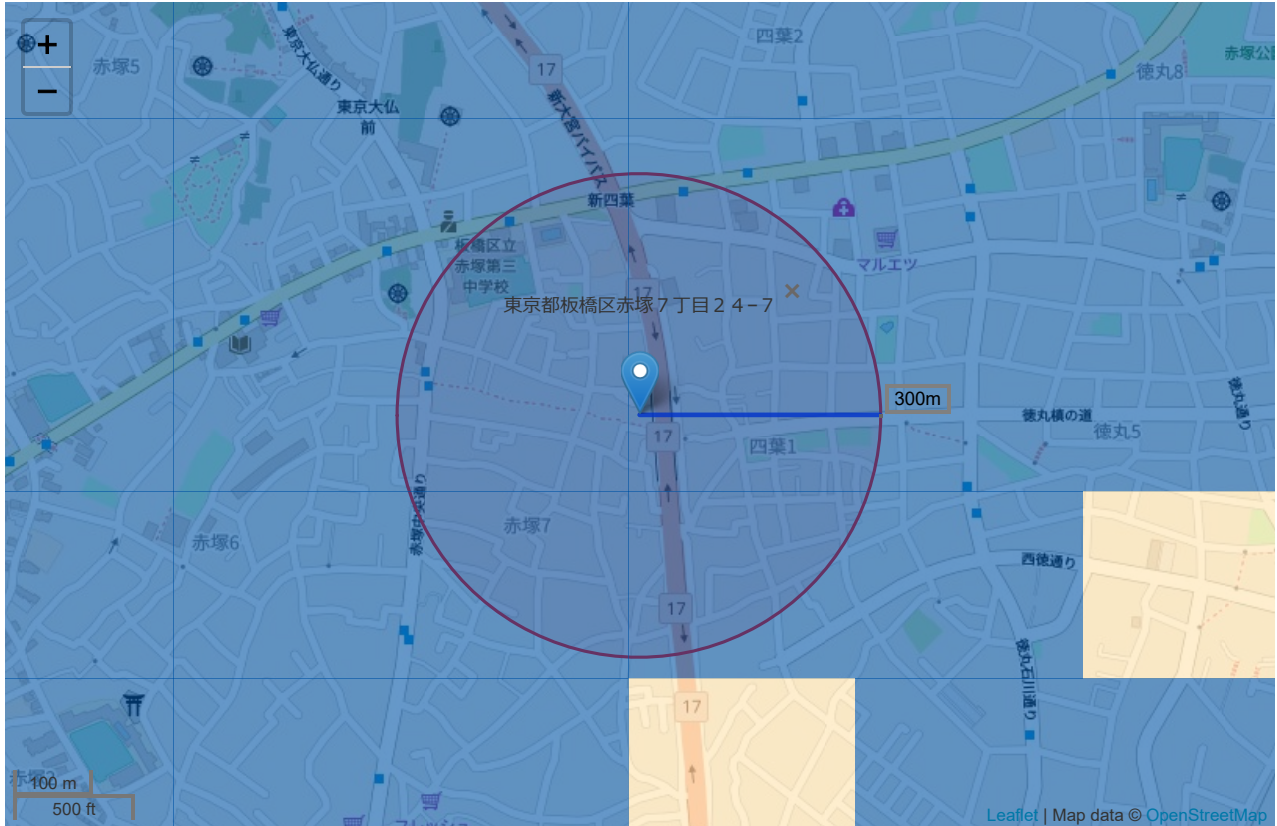 +
−
赤塚5
東京大仏通り
東京大仏
前
17
新大宮バイパス
四葉2
徳丸8
赤塚公園
新四葉
板橋区立
赤塚第三
中学校
マルエツ
17
東京都板橋区赤塚７丁目２４−７
300m
徳丸槙の道
徳丸5
徳丸通り
17
四葉1
赤塚中央通り
赤塚7
赤塚6
西徳通り
17
徳丸石川通り
17
100 m
500 ft
Leaflet | Map data © OpenStreetMap